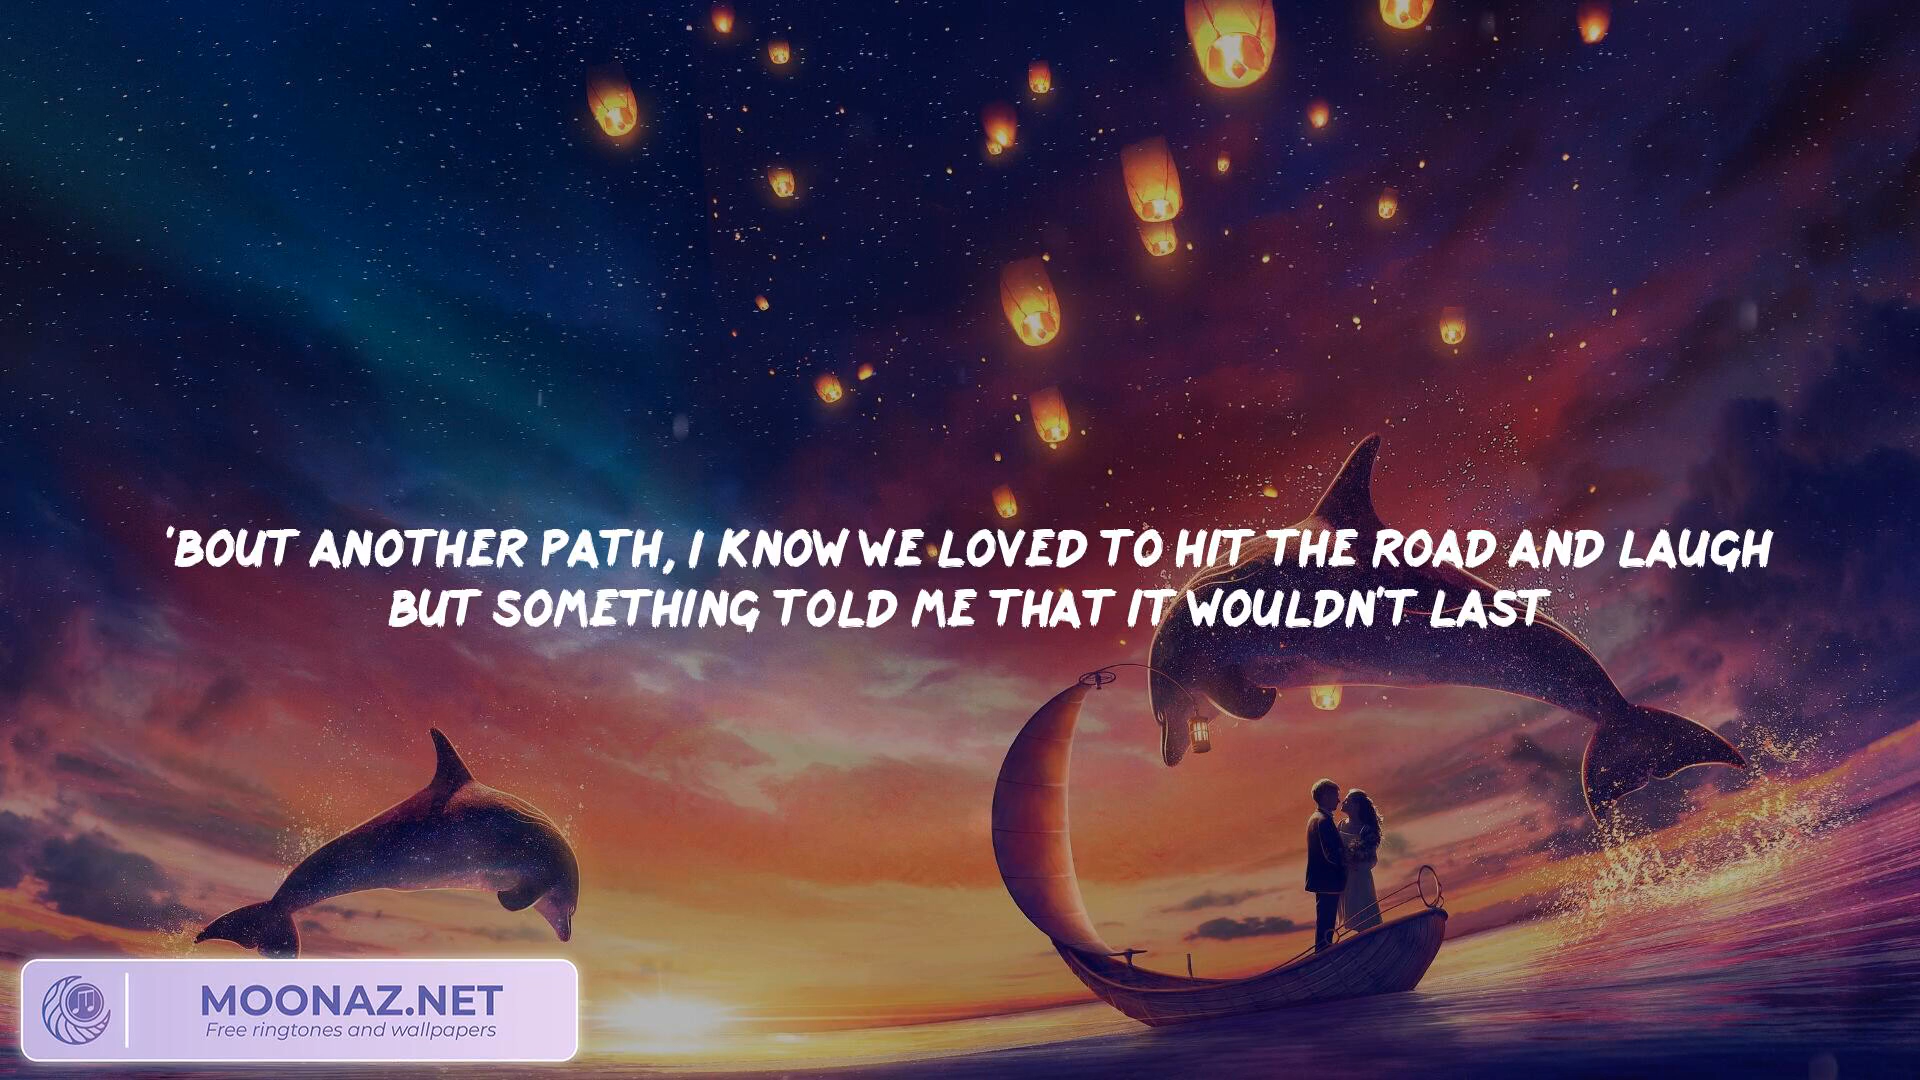 'BOUT ANOTHER PATH, I KNOW WE LOVED TO HIT THE ROAD AND LAUGH
BUT SOMETHING TOLD ME THAT IT WOULDN'T LAST
MOONAZ.NET
Free ringtones and wallpapers